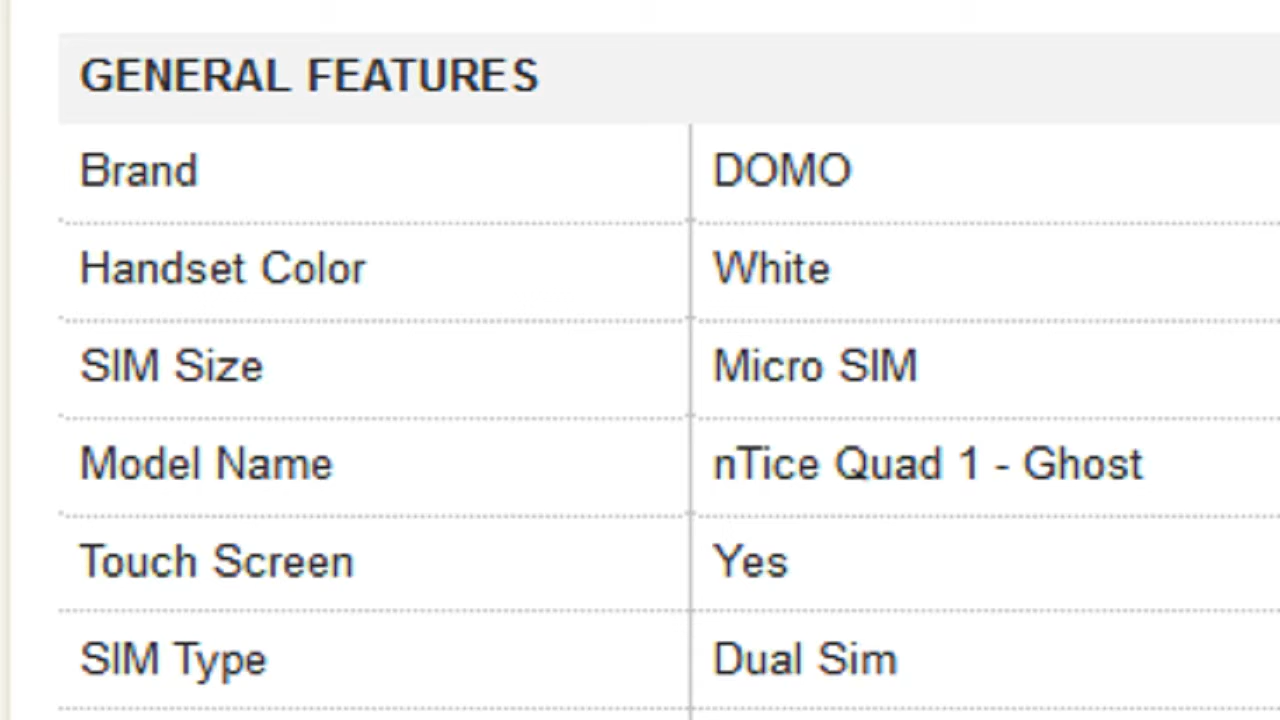 GENERAL FEATURES
Brand DOMO
Handset Color White
SIM Size Micro SIM
Model Name nTice Quad 1 - Ghost
Touch Screen Yes
SIM Type Dual Sim